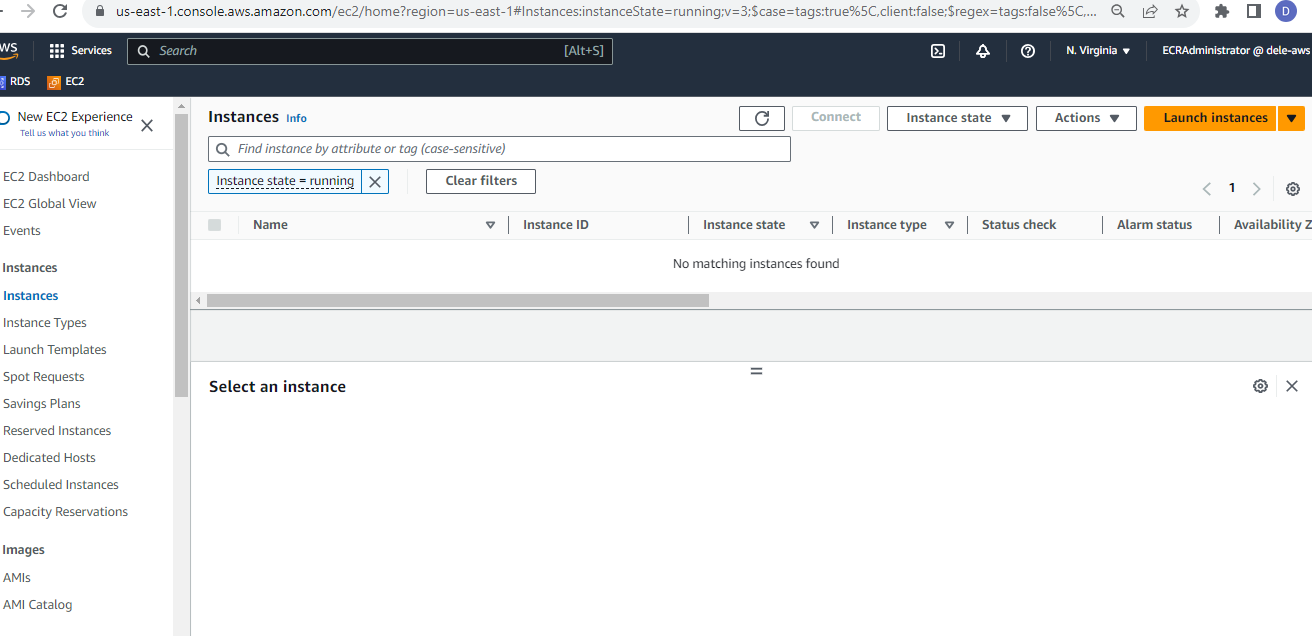 us-east-1.console.aws.amazon.com/ec2/home?region=us-east-1#Instances:instanceState=running;v=3;$case=tags:true%5C,client:false;$regex=tags:false%5C,...
D
WS Services Search [Alt+S] N. Virginia ECRAdministrator @ dele-aws
RDS EC2
New EC2 Experience
Tell us what you think
EC2 Dashboard
EC2 Global View
Events
Instances
Instances
Instance Types
Launch Templates
Spot Requests
Savings Plans
Reserved Instances
Dedicated Hosts
Scheduled Instances
Capacity Reservations
Images
AMIs
AMI Catalog
Instances Info
Connect Instance state Actions Launch instances
Find instance by attribute or tag (case-sensitive)
Instance state = running Clear filters
1
Name Instance ID Instance state Instance type Status check Alarm status Availability Z
No matching instances found
Select an instance